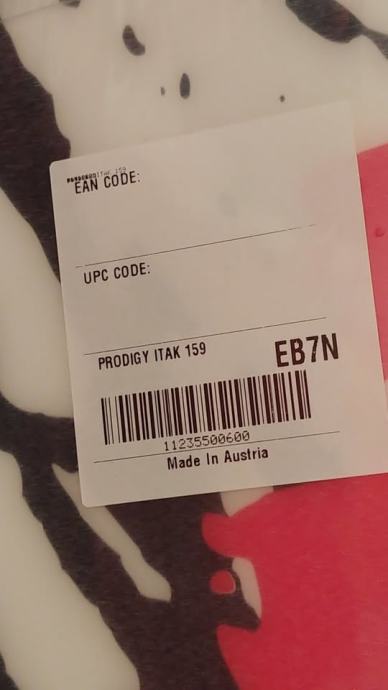 EAN CODE:
UPC CODE:
PRODIGY ITAK 159
EB7N
11235500600
Made In Austria